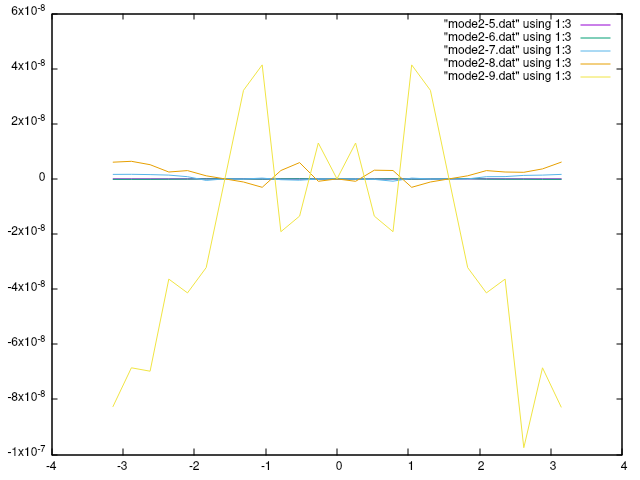 6x10-8
4x10-8
2x10-8
0
-2x10-8
-4x10-8
-6x10-8
-8x10-8
-1x10-7
-4
-3
-2
-1
0
1
2
3
4
"mode2-5.dat" using 1:3
"mode2-6.dat" using 1:3
"mode2-7.dat" using 1:3
"mode2-8.dat" using 1:3
"mode2-9.dat" using 1:3